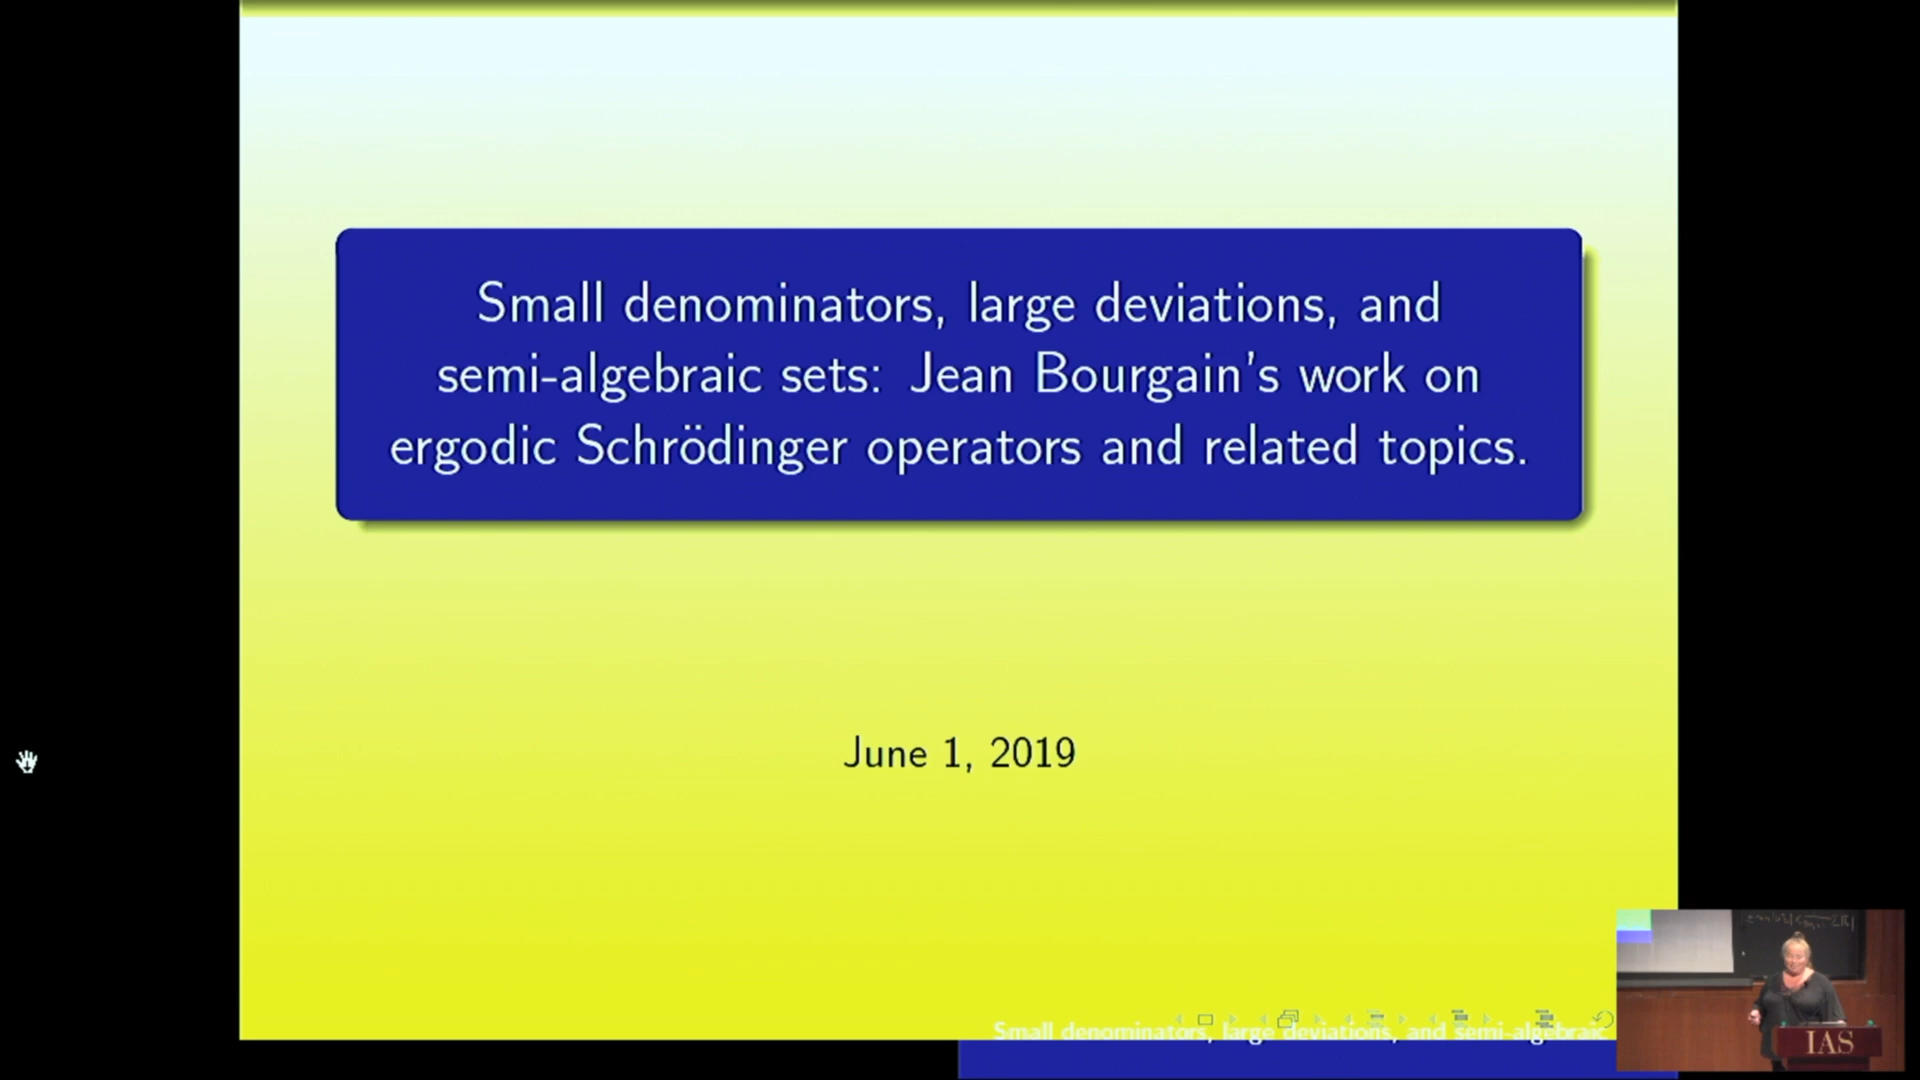 Small denominators, large deviations, and
semi-algebraic sets: Jean Bourgain's work on
ergodic Schrödinger operators and related topics.
June 1, 2019
Small denominators, large deviations, and semi-algebraic
IAS